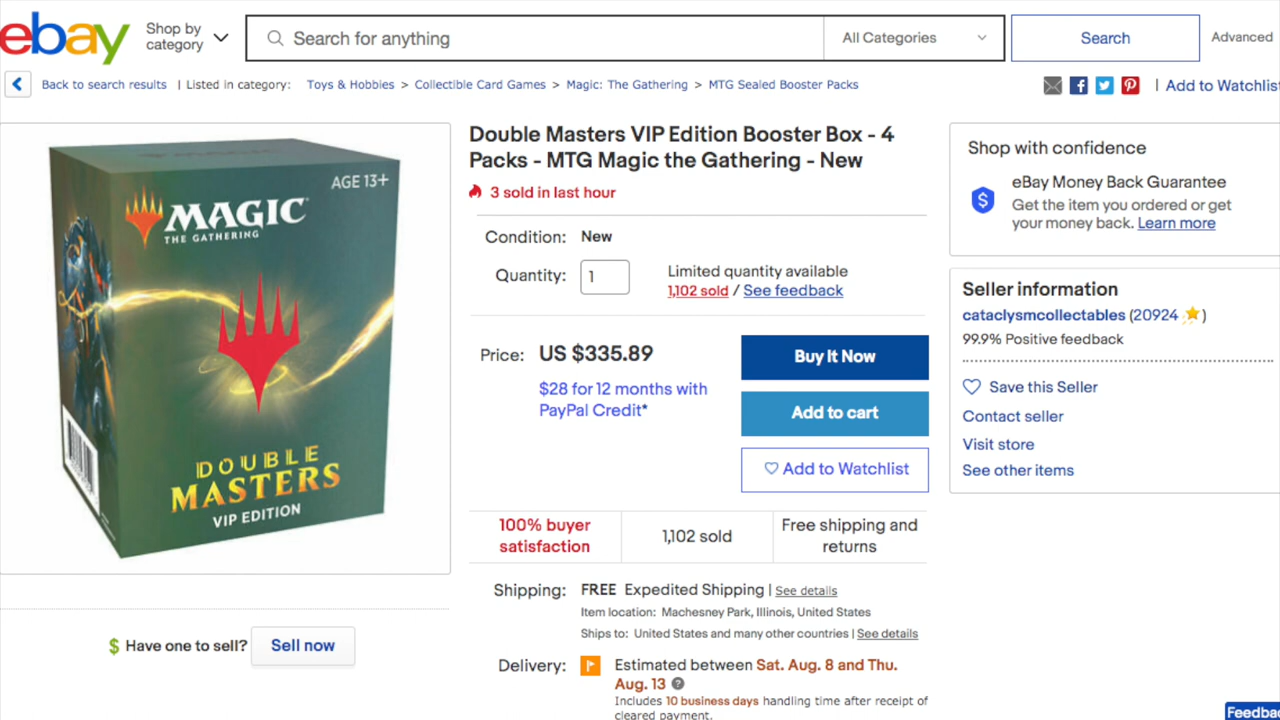 ebay
Shop by
category
Search for anything
All Categories
Search
Advanced
Back to search results | Listed in category: Toys & Hobbies > Collectible Card Games > Magic: The Gathering > MTG Sealed Booster Packs
| Add to Watchlist
AGE 13+
MAGIC
THE GATHERING
DOUBLE
MASTERS
VIP EDITION
$ Have one to sell?
Sell now
Double Masters VIP Edition Booster Box - 4
Packs - MTG Magic the Gathering - New
3 sold in last hour
Condition: New
Quantity: 1
Limited quantity available
1,102 sold / See feedback
Price: US $335.89
$28 for 12 months with
PayPal Credit*
Buy It Now
Add to cart
Add to Watchlist
100% buyer
satisfaction
1,102 sold
Free shipping and
returns
Shipping: FREE Expedited Shipping | See details
Item location: Machesney Park, Illinois, United States
Ships to: United States and many other countries | See details
Delivery: Estimated between Sat. Aug. 8 and Thu.
Aug. 13
Includes 10 business days handling time after receipt of
cleared payment.
Shop with confidence
eBay Money Back Guarantee
Get the item you ordered or get
your money back. Learn more
Seller information
cataclysmcollectables (20924)
99.9% Positive feedback
Save this Seller
Contact seller
Visit store
See other items
Feedba